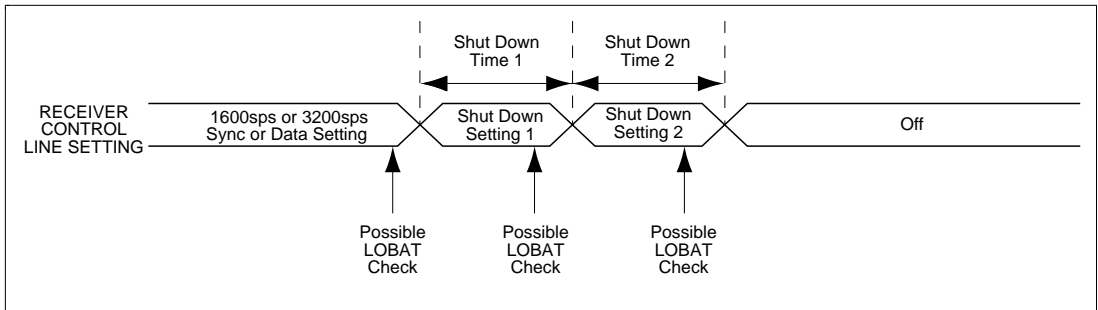 Shut Down
Time 1
Shut Down
Time 2
RECEIVER
CONTROL
LINE SETTING
1600sps or 3200sps
Sync or Data Setting
Shut Down
Setting 1
Shut Down
Setting 2
Off
Possible
LOBAT
Check
Possible
LOBAT
Check
Possible
LOBAT
Check